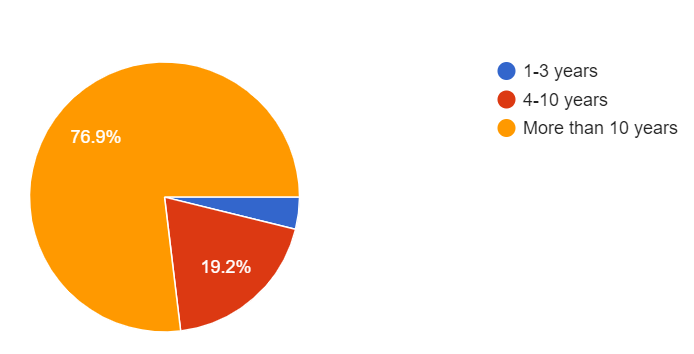 1-3 years
4-10 years
More than 10 years
76.9%
19.2%